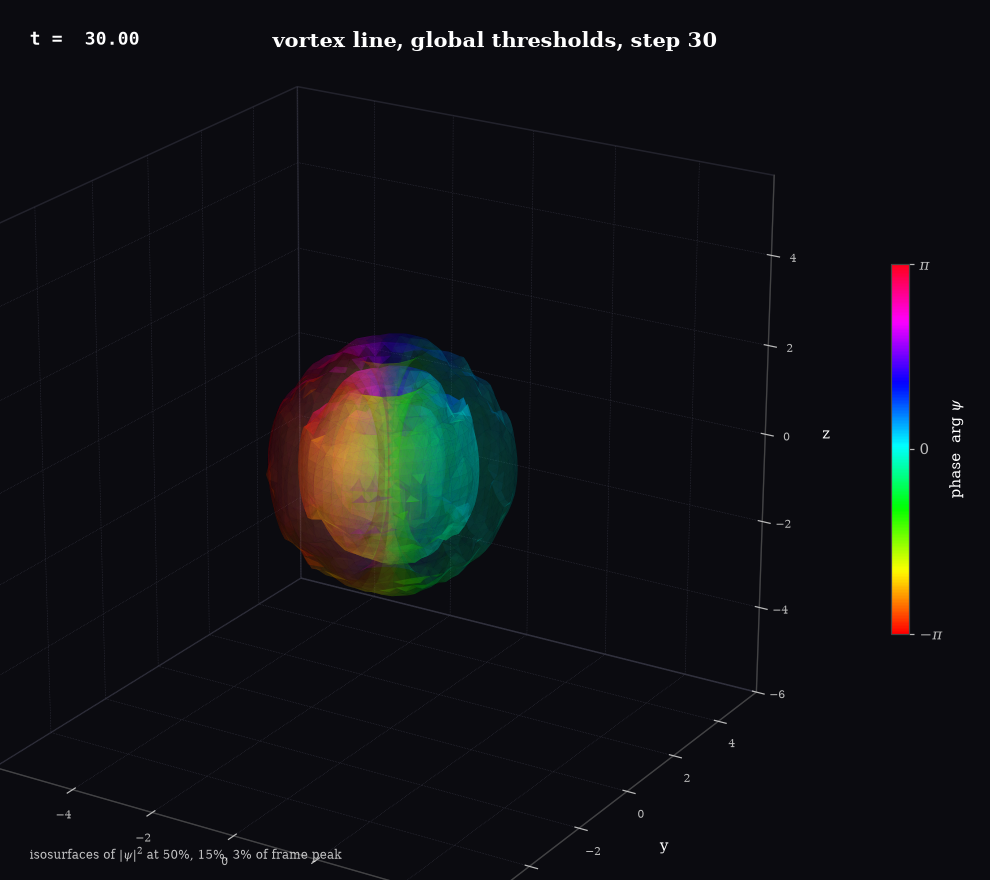 t = 30.00
vortex line, global thresholds, step 30
4
2
0
−2
−4
−6
z
4
2
0
−2
y
−4
−2
0
π
0
−π
phase arg ψ
isosurfaces of |ψ|² at 50%, 15%, 3% of frame peak